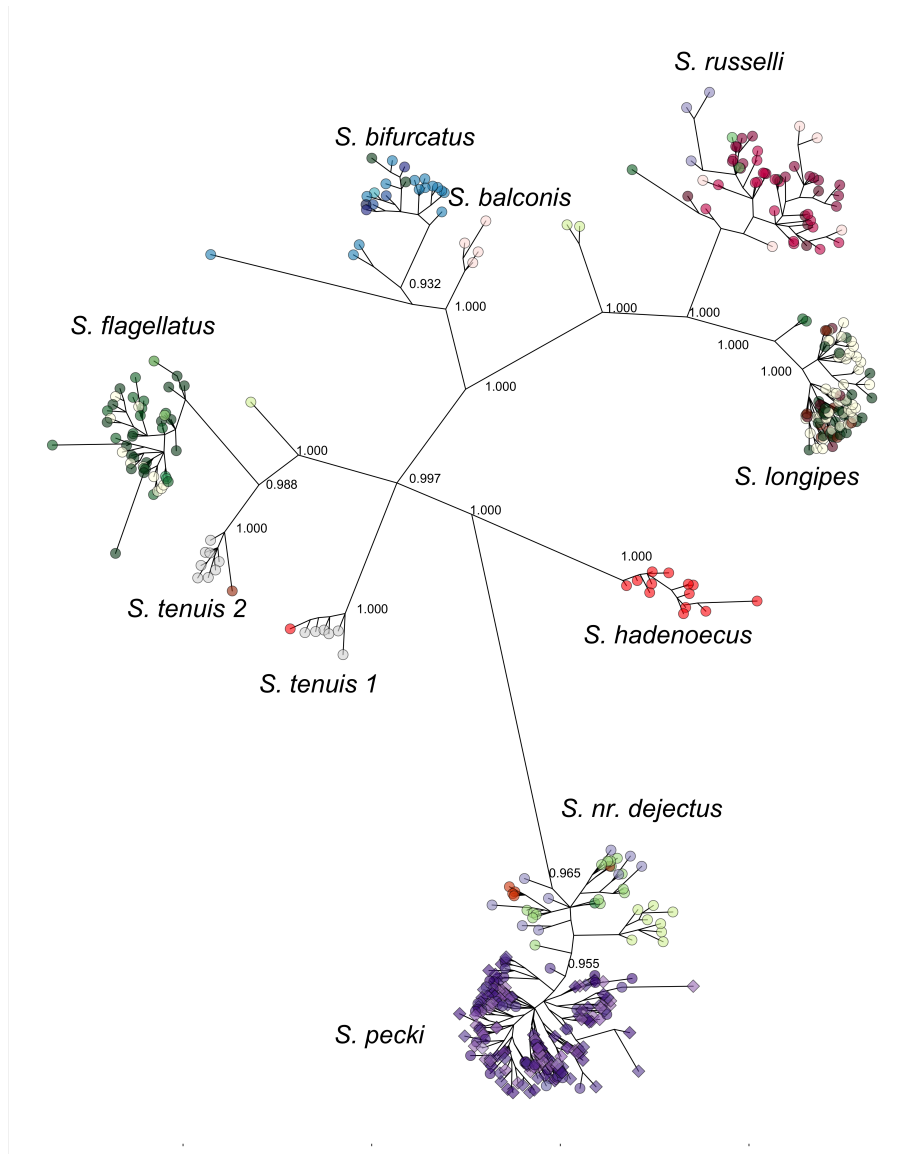 S. russelli
S. bifurcatus
S. balconis
0.932
1.000
1.000
1.000
S. flagellatus
1.000
1.000
1.000
1.000
0.988
0.997
S. longipes
1.000
1.000
1.000
S. tenuis 2
1.000
S. hadenoecus
S. tenuis 1
S. nr. dejectus
0.965
0.955
S. pecki